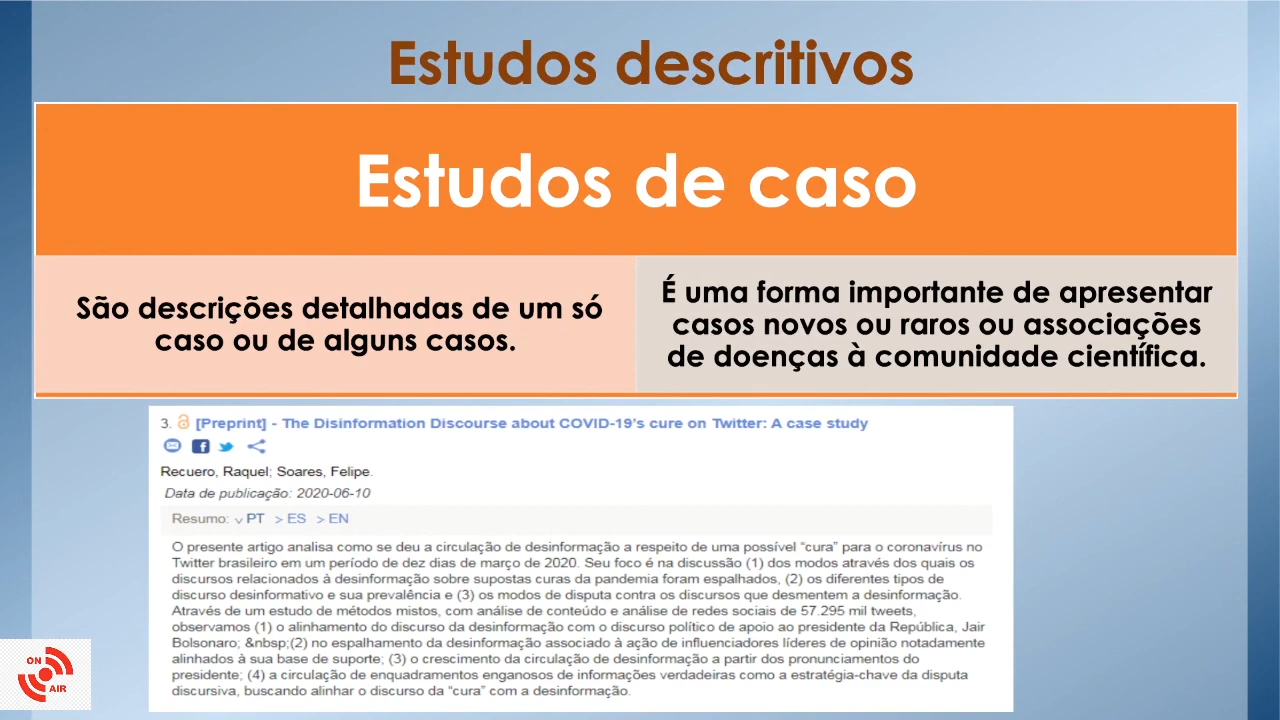 Estudos descritivos
Estudos de caso
São descrições detalhadas de um só
caso ou de alguns casos.
É uma forma importante de apresentar
casos novos ou raros ou associações
de doenças à comunidade científica.
3. [Preprint] - The Disinformation Discourse about COVID-19's cure on Twitter: A case study
Recuero, Raquel; Soares, Felipe.
Data de publicação: 2020-06-10
Resumo: v PT > ES > EN
O presente artigo analisa como se deu a circulação de desinformação a respeito de uma possível “cura” para o coronavírus no
Twitter brasileiro em um período de dez dias de março de 2020. Seu foco é na discussão (1) dos modos através dos quais os
discursos relacionados à desinformação sobre supostas curas da pandemia foram espalhados, (2) os diferentes tipos de
discurso desinformativo e sua prevalência e (3) os modos de disputa contra os discursos que desmentem a desinformação.
Através de um estudo de métodos mistos, com análise de conteúdo e análise de redes sociais de 57.295 mil tweets,
observamos (1) o alinhamento do discurso da desinformação com o discurso político de apoio ao presidente da República, Jair
Bolsonaro; &nbsp;(2) no espalhamento da desinformação associado à ação de influenciadores líderes de opinião notadamente
alinhados à sua base de suporte; (3) o crescimento da circulação de desinformação a partir dos pronunciamentos do
presidente; (4) a circulação de enquadramentos enganosos de informações verdadeiras como a estratégia-chave da disputa
discursiva, buscando alinhar o discurso da “cura” com a desinformação.
ON
AIR